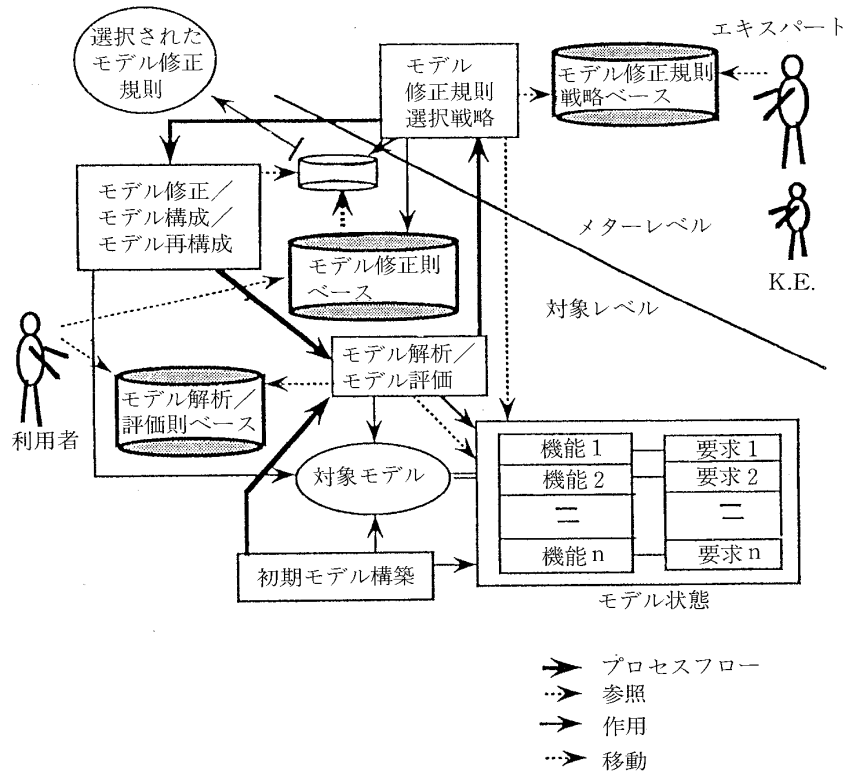 選択された
モデル修正
規則
モデル
修正規則
選択戦略
エキスパート
モデル修正規則
戦略ベース
モデル修正／
モデル構成／
モデル再構成
メターレベル
モデル修正則
ベース
K.E.
対象レベル
モデル解析／
モデル評価
モデル解析／
評価則ベース
利用者
機能1
要求1
対象モデル
機能2
要求2
機能n
要求n
初期モデル構築
モデル状態
プロセスフロー
参照
作用
移動